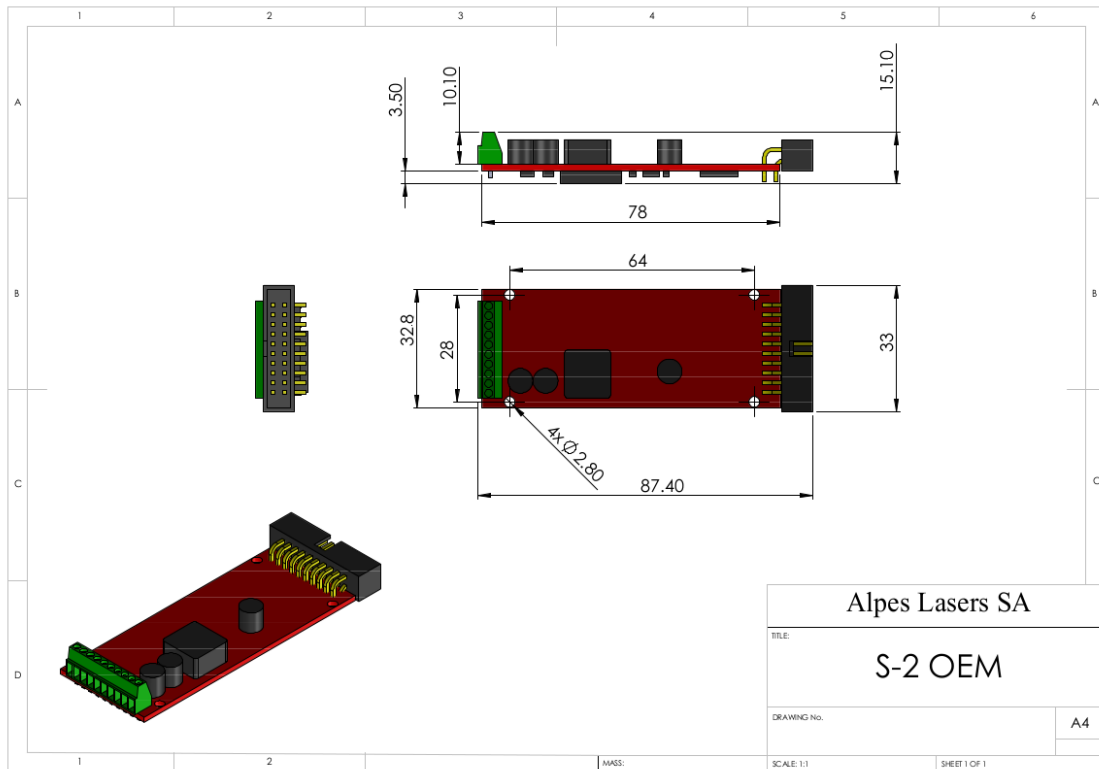 1 2 3 4 5 6
A A
3.50
10.10
15.10
78
B B
64
32.8
28
33
4x Ø2.80
87.40
C C
Alpes Lasers SA
TITLE:
S-2 OEM
D
DRAWING No.
A4
1 2
MASS:
SCALE: 1:1
SHEET 1 OF 1